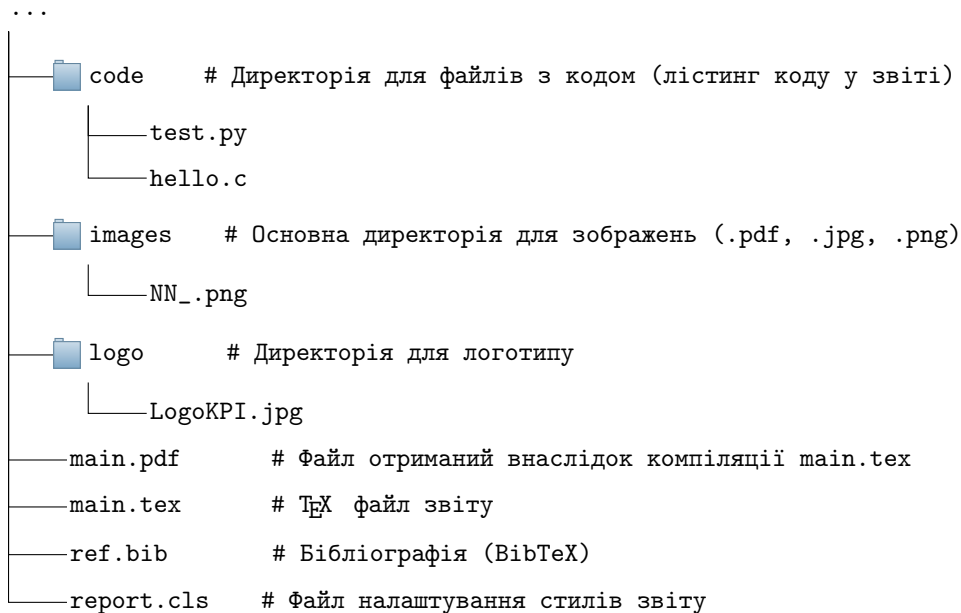 ...
code # Директорія для файлів з кодом (лістинг коду у звіті)
test.py
hello.c
images # Основна директорія для зображень (.pdf, .jpg, .png)
NN_.png
logo # Директорія для логотипу
LogoKPI.jpg
main.pdf # Файл отриманий внаслідок компіляції main.tex
main.tex # TEX файл звіту
ref.bib # Бібліографія (BibTeX)
report.cls # Файл налаштування стилів звіту